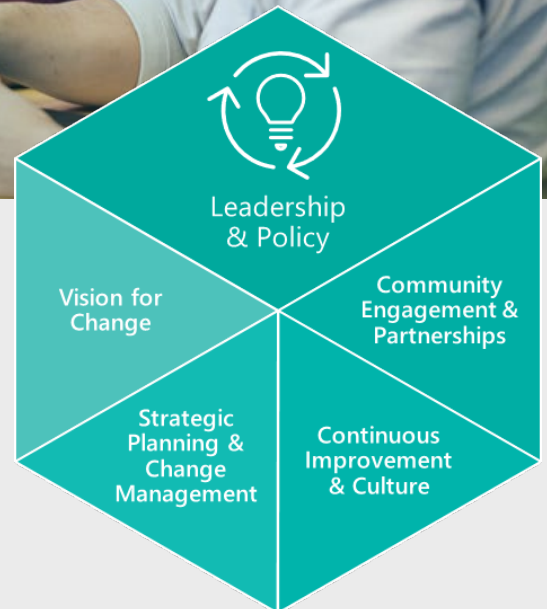 Leadership
& Policy
Vision for
Change
Community
Engagement &
Partnerships
Strategic
Planning &
Change
Management
Continuous
Improvement
& Culture